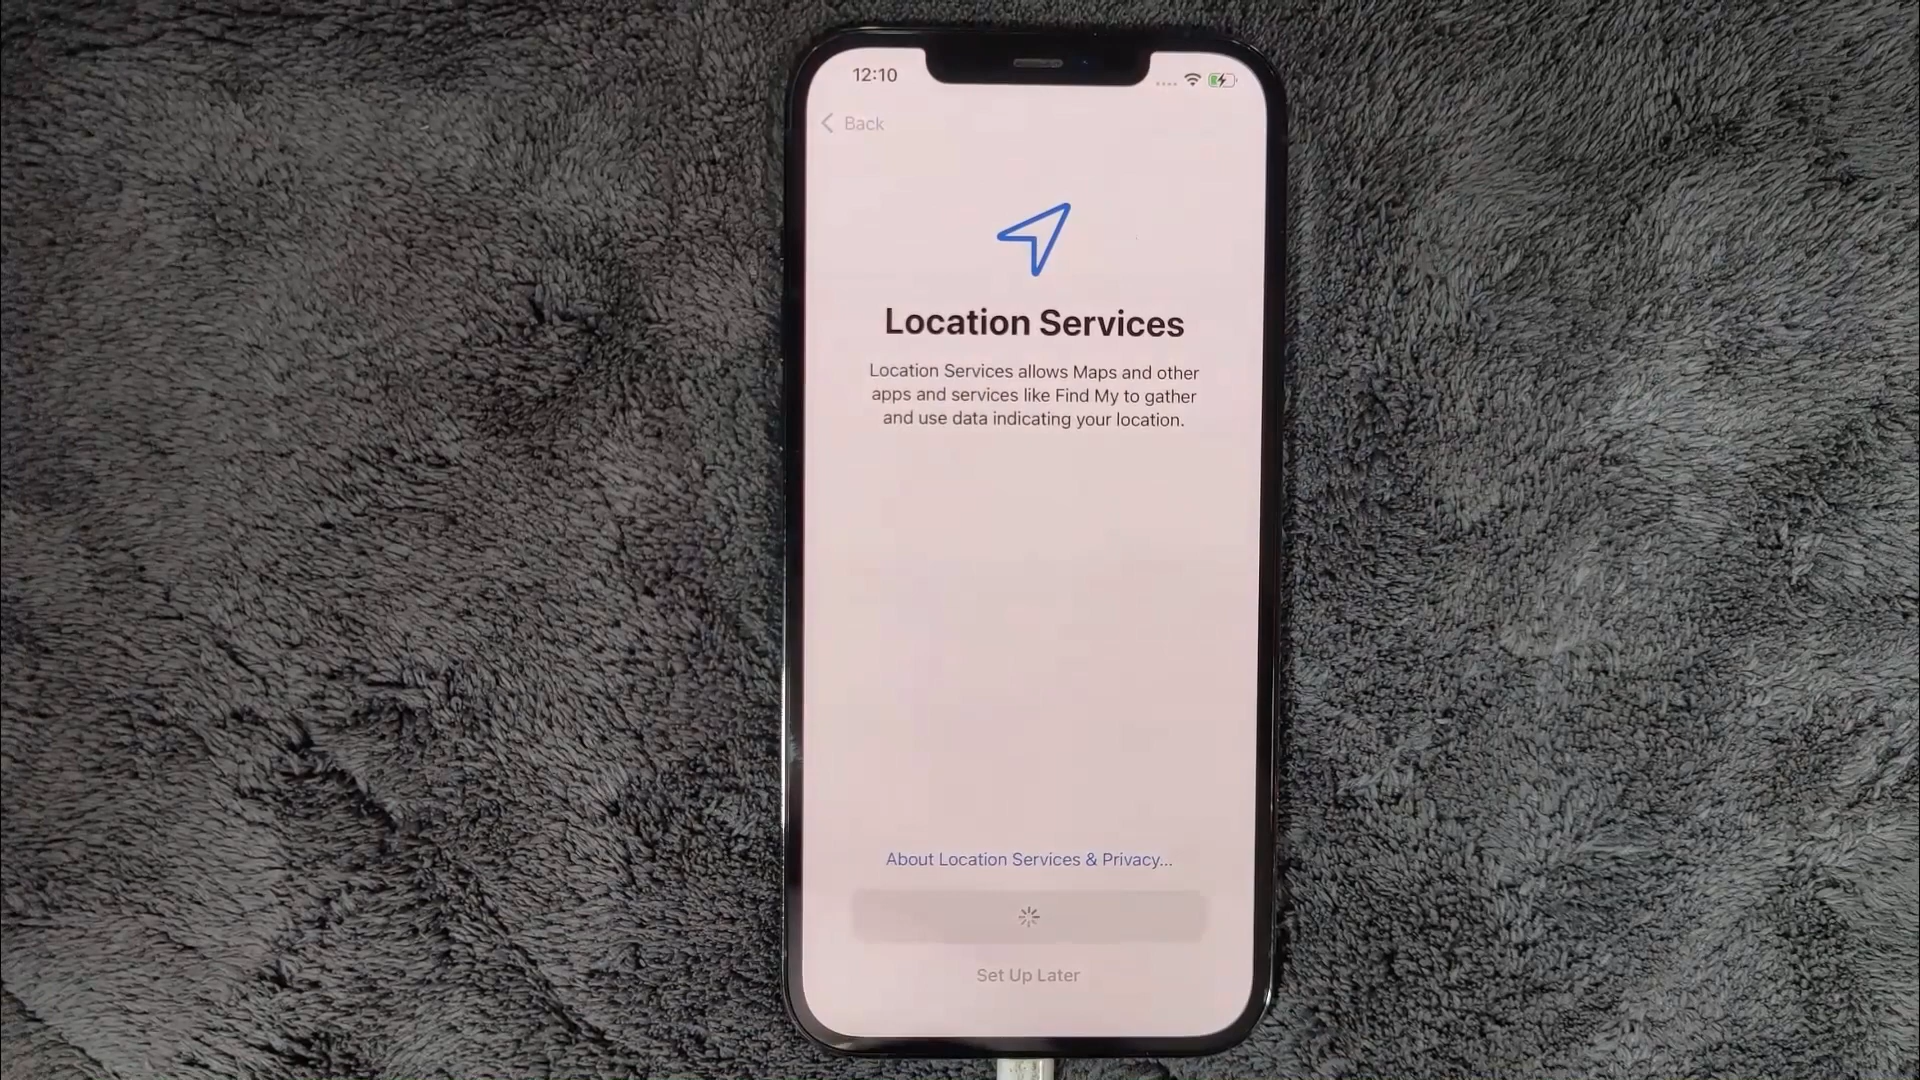 12:10
Back
Location Services
Location Services allows Maps and other
apps and services like Find My to gather
and use data indicating your location.
About Location Services & Privacy...
Set Up Later